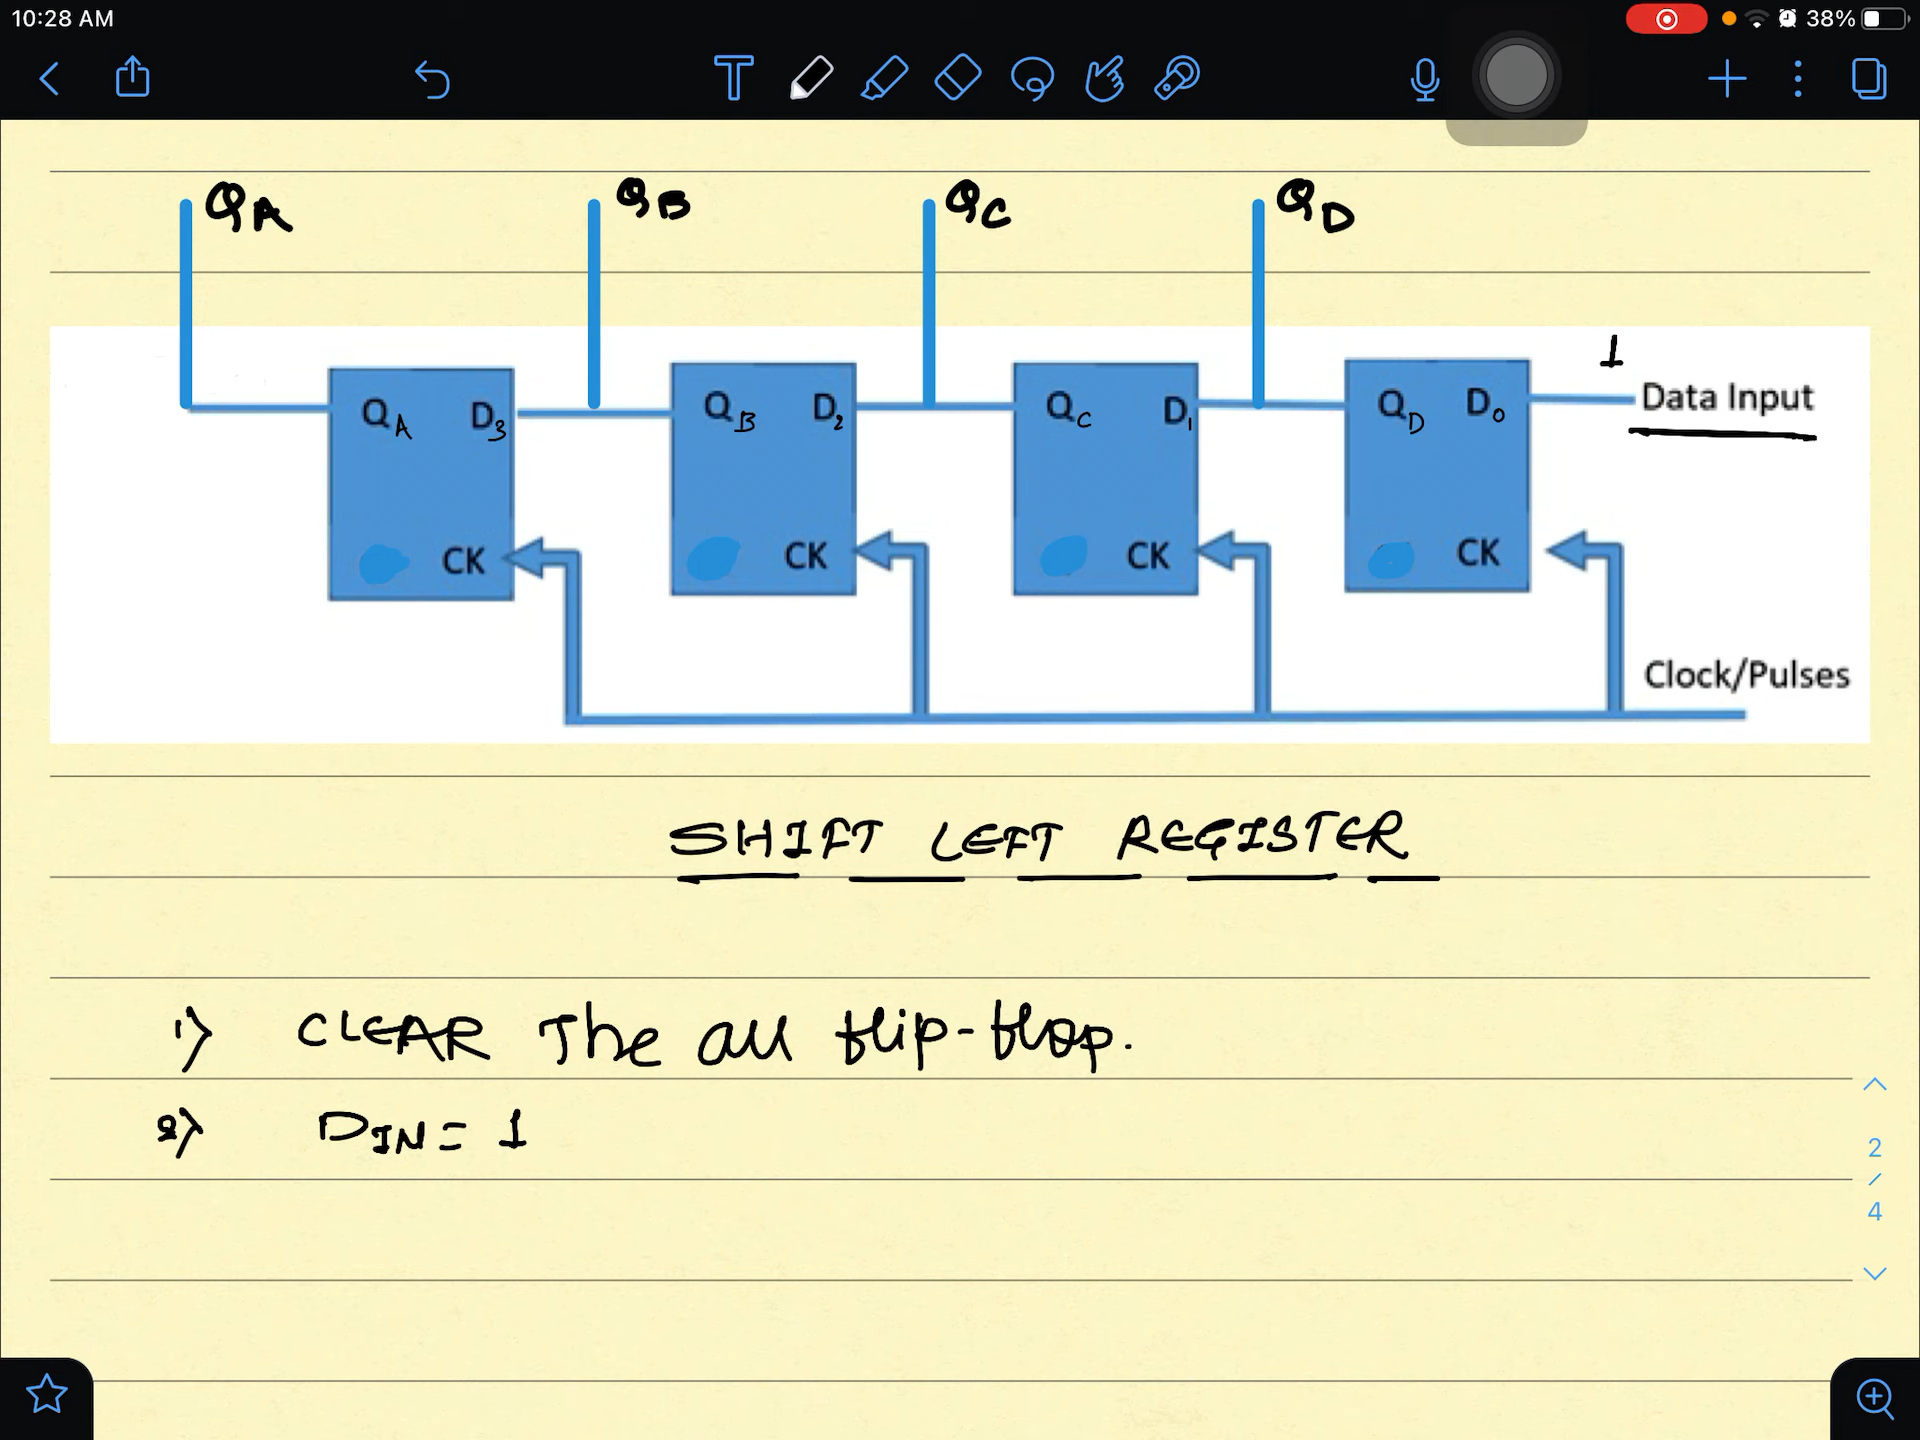 10:28 AM
38%
QA QB QC QD
1
QA D3 QB D2 QC D1 QD D0 Data Input
CK CK CK CK
Clock/Pulses
SHIFT LEFT REGISTER
1) CLEAR The all flip-flop.
2) DIN = 1
2
/
4